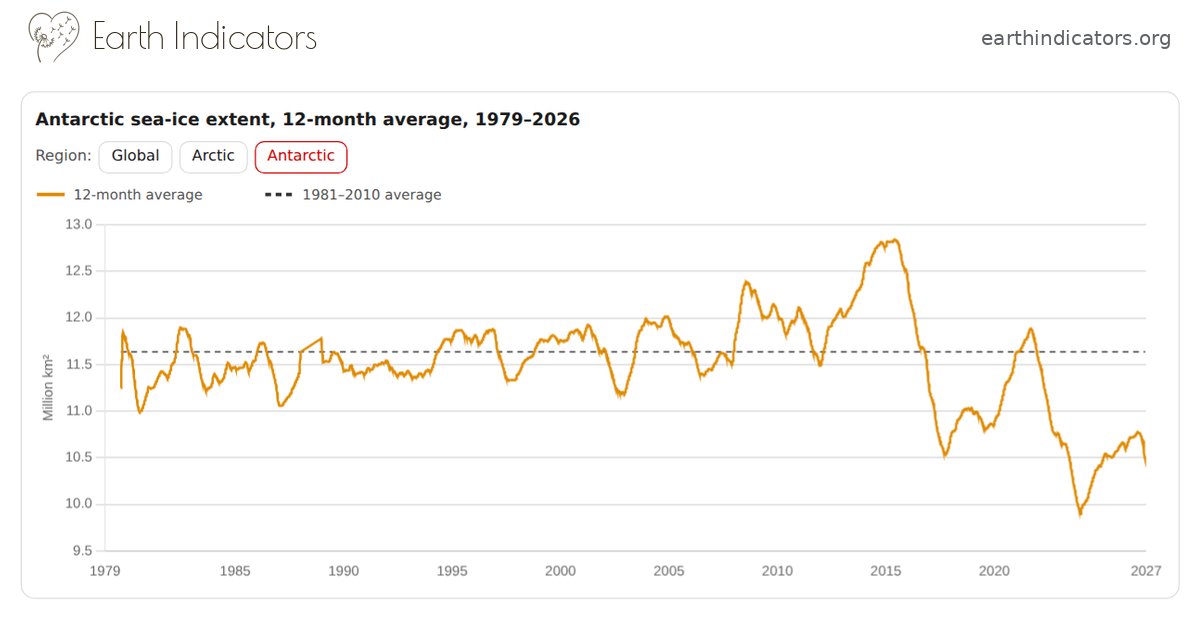 Earth Indicators
earthindicators.org
Antarctic sea-ice extent, 12-month average, 1979–2026
Region: Global Arctic Antarctic
12-month average 1981–2010 average
13.0
12.5
12.0
11.5
11.0
10.5
10.0
9.5
Million km²
1979 1985 1990 1995 2000 2005 2010 2015 2020 2027